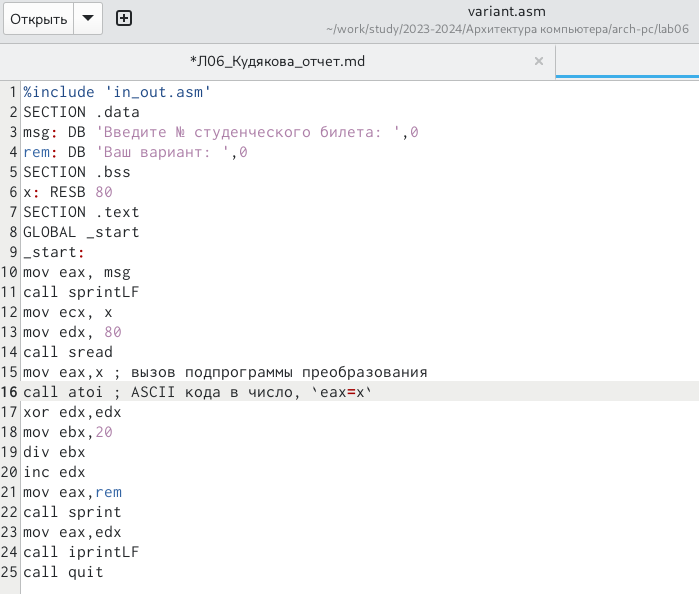 Открыть
variant.asm
~/work/study/2023-2024/Архитектура компьютера/arch-pc/lab06
*Л06_Кудякова_отчет.md
1 %include 'in_out.asm'
2 SECTION .data
3 msg: DB 'Введите № студенческого билета: ',0
4 rem: DB 'Ваш вариант: ',0
5 SECTION .bss
6 x: RESB 80
7 SECTION .text
8 GLOBAL _start
9 _start:
10 mov eax, msg
11 call sprintLF
12 mov ecx, x
13 mov edx, 80
14 call sread
15 mov eax,x ; вызов подпрограммы преобразования
16 call atoi ; ASCII кода в число, `eax=x`
17 xor edx,edx
18 mov ebx,20
19 div ebx
20 inc edx
21 mov eax,rem
22 call sprint
23 mov eax,edx
24 call iprintLF
25 call quit